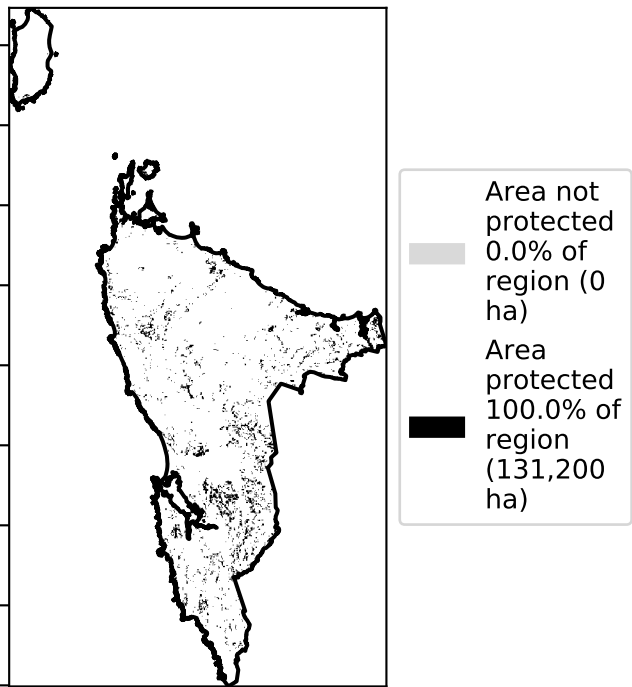 Area not
protected
0.0% of
region (0
ha)
Area
protected
100.0% of
region
(131,200
ha)